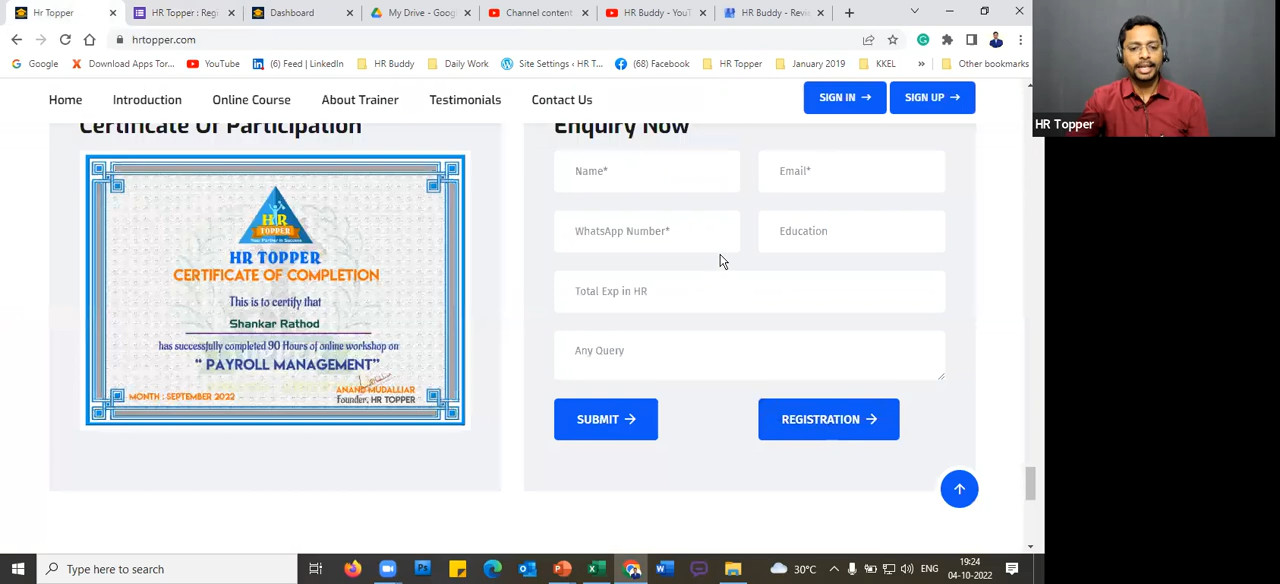 Hr Topper
HR Topper : Regi
Dashboard
My Drive - Goog
Channel content
HR Buddy - YouT
HR Buddy - Revi
hrtopper.com
Google
Download Apps Tor...
YouTube
(6) Feed | LinkedIn
HR Buddy
Daily Work
Site Settings ‹ HR T...
(68) Facebook
HR Topper
January 2019
KKEL
»
Other bookmarks
Home
Introduction
Online Course
About Trainer
Testimonials
Contact Us
SIGN IN →
SIGN UP →
HR Topper
Certificate Of Participation
HR
TOPPER
Your Partner in Success
HR TOPPER
CERTIFICATE OF COMPLETION
This is to certify that
Shankar Rathod
has successfully completed 90 Hours of online workshop on
“ PAYROLL MANAGEMENT”
MONTH : SEPTEMBER 2022
ANAND MUDALLIAR
Founder, HR TOPPER
Enquiry Now
Name*
Email*
WhatsApp Number*
Education
Total Exp in HR
Any Query
SUBMIT →
REGISTRATION →
Type here to search
30°C
ENG
19:24
04-10-2022